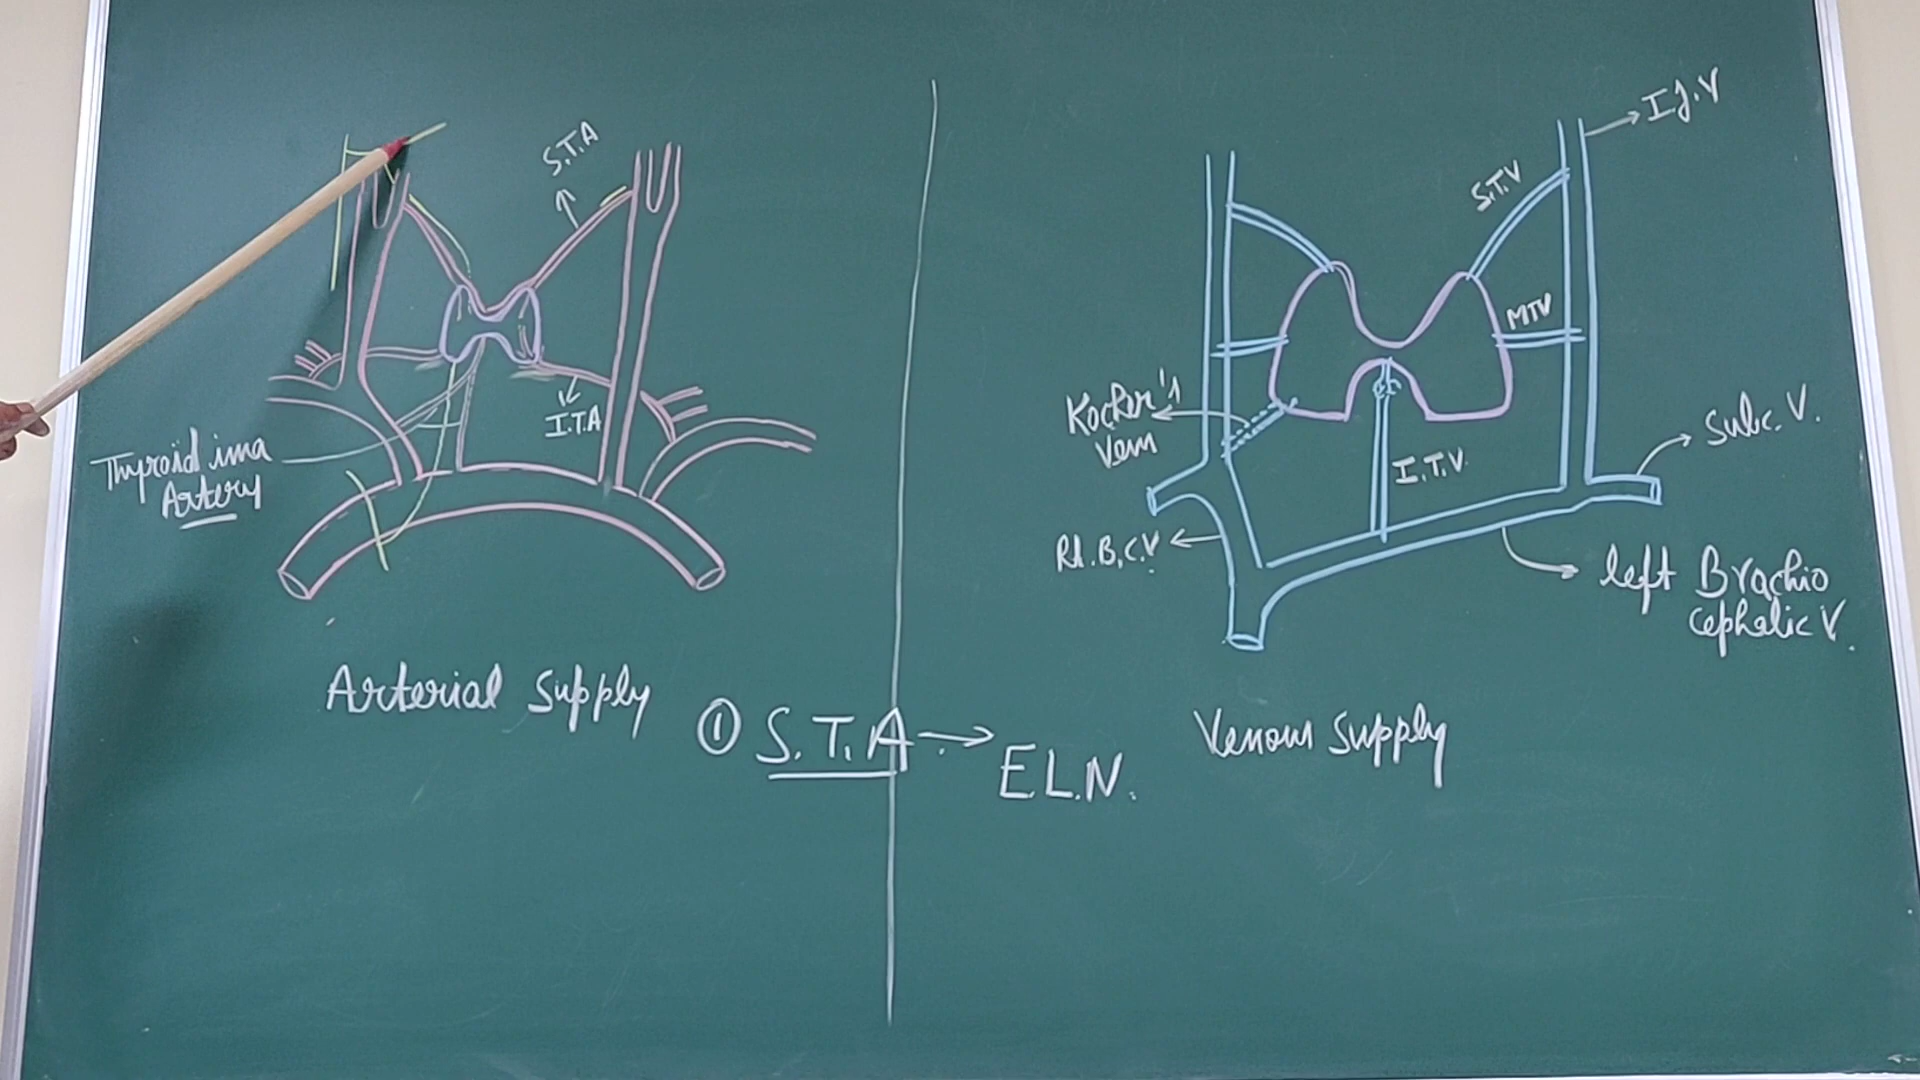 S.T.A
I.T.A
Thyroid ima
Artery
Arterial Supply
① S.T.A. → E.L.N.
I.J.V
S.T.V
MTV
Kocher's
Vein
I.T.V.
Subc. V.
Rt. B.C.V.
left Brachio
cephalic V.
Venous Supply